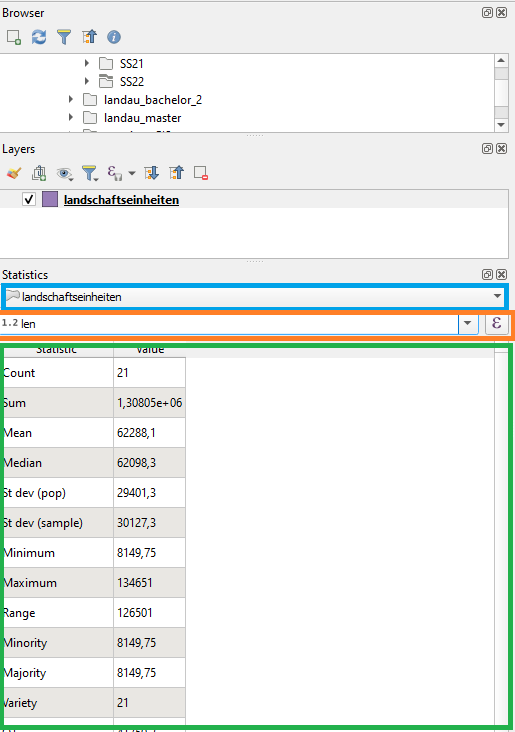 Browser
SS21
SS22
landau_bachelor_2
landau_master
Layers
landschaftseinheiten
Statistics
landschaftseinheiten
1.2 len
ε
Statistic Value
Count 21
Sum 1,30805e+06
Mean 62288,1
Median 62098,3
St dev (pop) 29401,3
St dev (sample) 30127,3
Minimum 8149,75
Maximum 134651
Range 126501
Minority 8149,75
Majority 8149,75
Variety 21